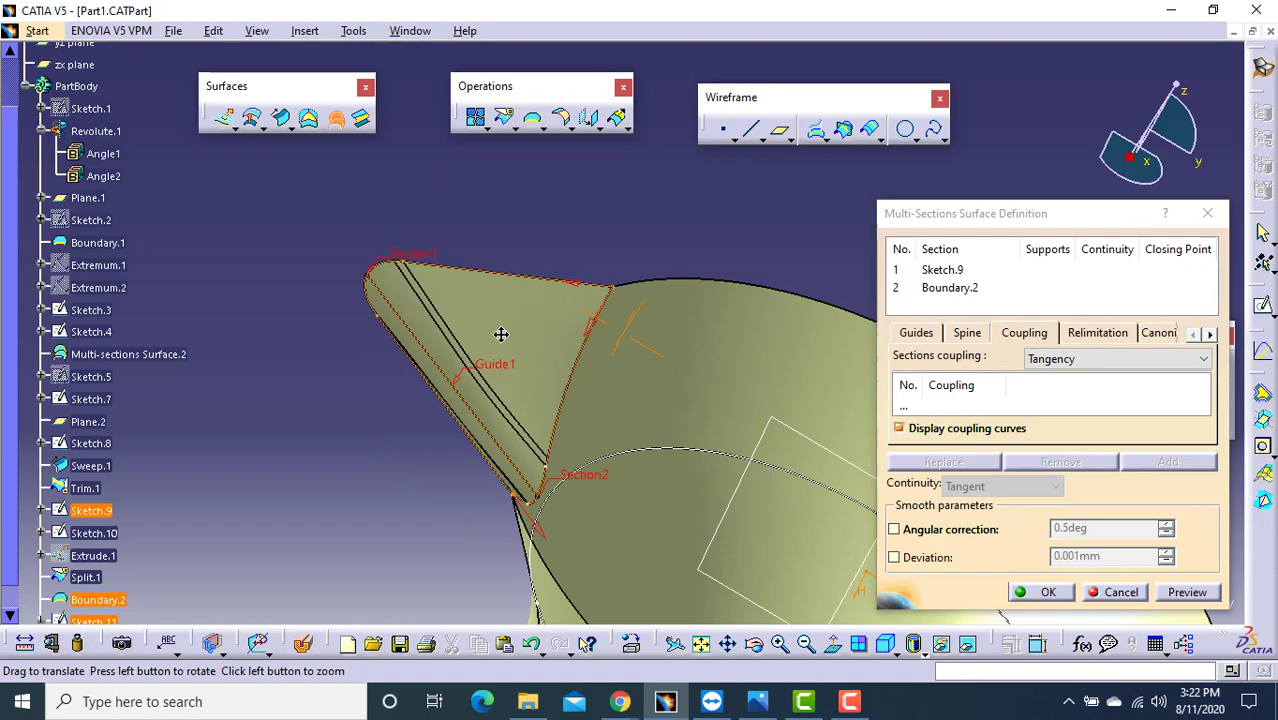 CATIA V5 - [Part1.CATPart]
Start ENOVIA V5 VPM File Edit View Insert Tools Window Help
yz plane
zx plane
PartBody
Sketch.1
Revolute.1
Angle1
Angle2
Plane.1
Sketch.2
Boundary.1
Extremum.1
Extremum.2
Sketch.3
Sketch.4
Multi-sections Surface.2
Sketch.5
Sketch.7
Plane.2
Sketch.8
Sweep.1
Trim.1
Sketch.9
Sketch.10
Extrude.1
Split.1
Boundary.2
Sketch.11
Surfaces x
Operations x
Wireframe x
z
x
y
Section1
Guide1
Section2
H
Multi-Sections Surface Definition ?
No. Section Supports Continuity Closing Point
1 Sketch.9
2 Boundary.2
Guides Spine Coupling Relimitation Canoni
Sections coupling : Tangency
No. Coupling
...
Display coupling curves
Replace Remove Add
Continuity: Tangent
Smooth parameters
Angular correction: 0.5deg
Deviation: 0.001mm
OK Cancel Preview
ABC f(x)
CATIA
Drag to translate Press left button to rotate Click left button to zoom
Type here to search
3:22 PM
8/11/2020